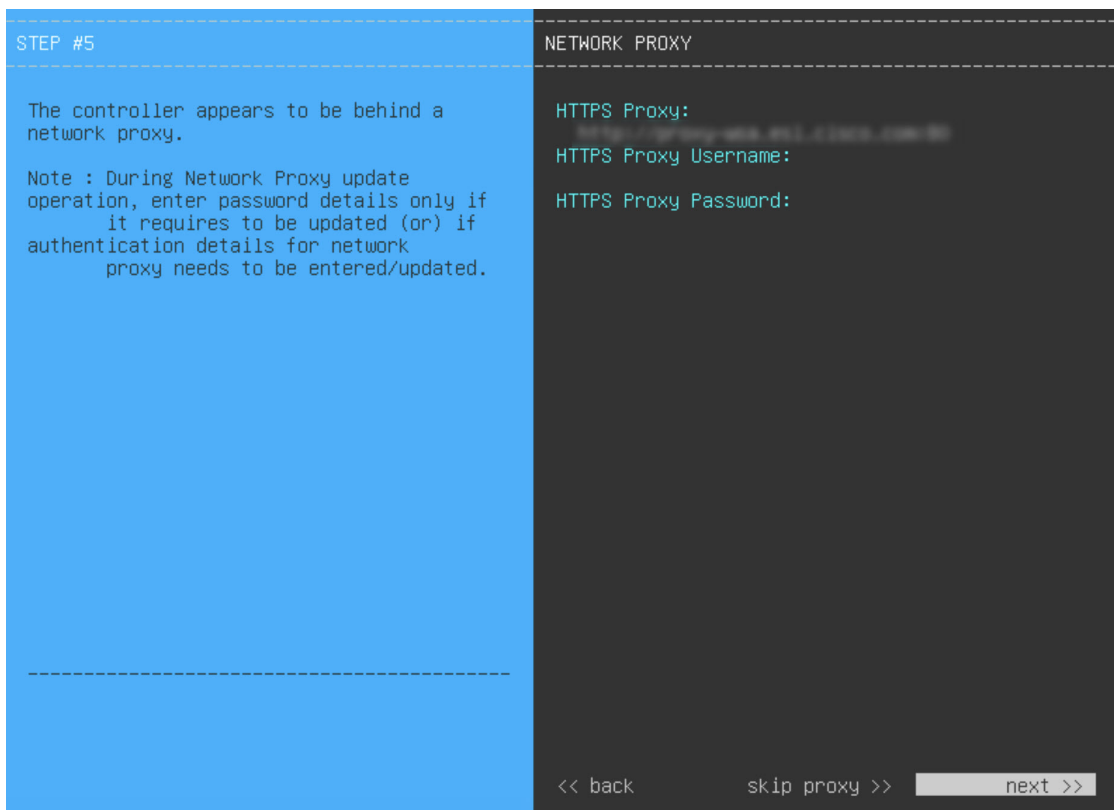 STEP #5
The controller appears to be behind a
network proxy.
Note : During Network Proxy update
operation, enter password details only if
it requires to be updated (or) if
authentication details for network
proxy needs to be entered/updated.
NETWORK PROXY
HTTPS Proxy:
HTTPS Proxy Username:
HTTPS Proxy Password:
<< back
skip proxy >>
next >>